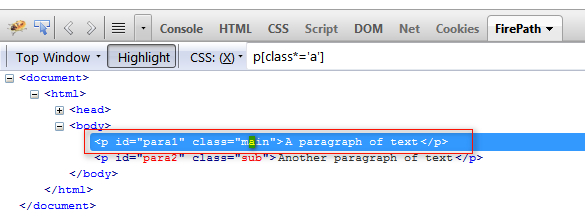 Console HTML CSS Script DOM Net Cookies FirePath
Top Window Highlight CSS: (X) p[class*='a']
<document>
<html>
<head>
<body>
<p id="para1" class="main">A paragraph of text</p>
<p id="para2" class="sub">Another paragraph of text</p>
</body>
</html>
</document>